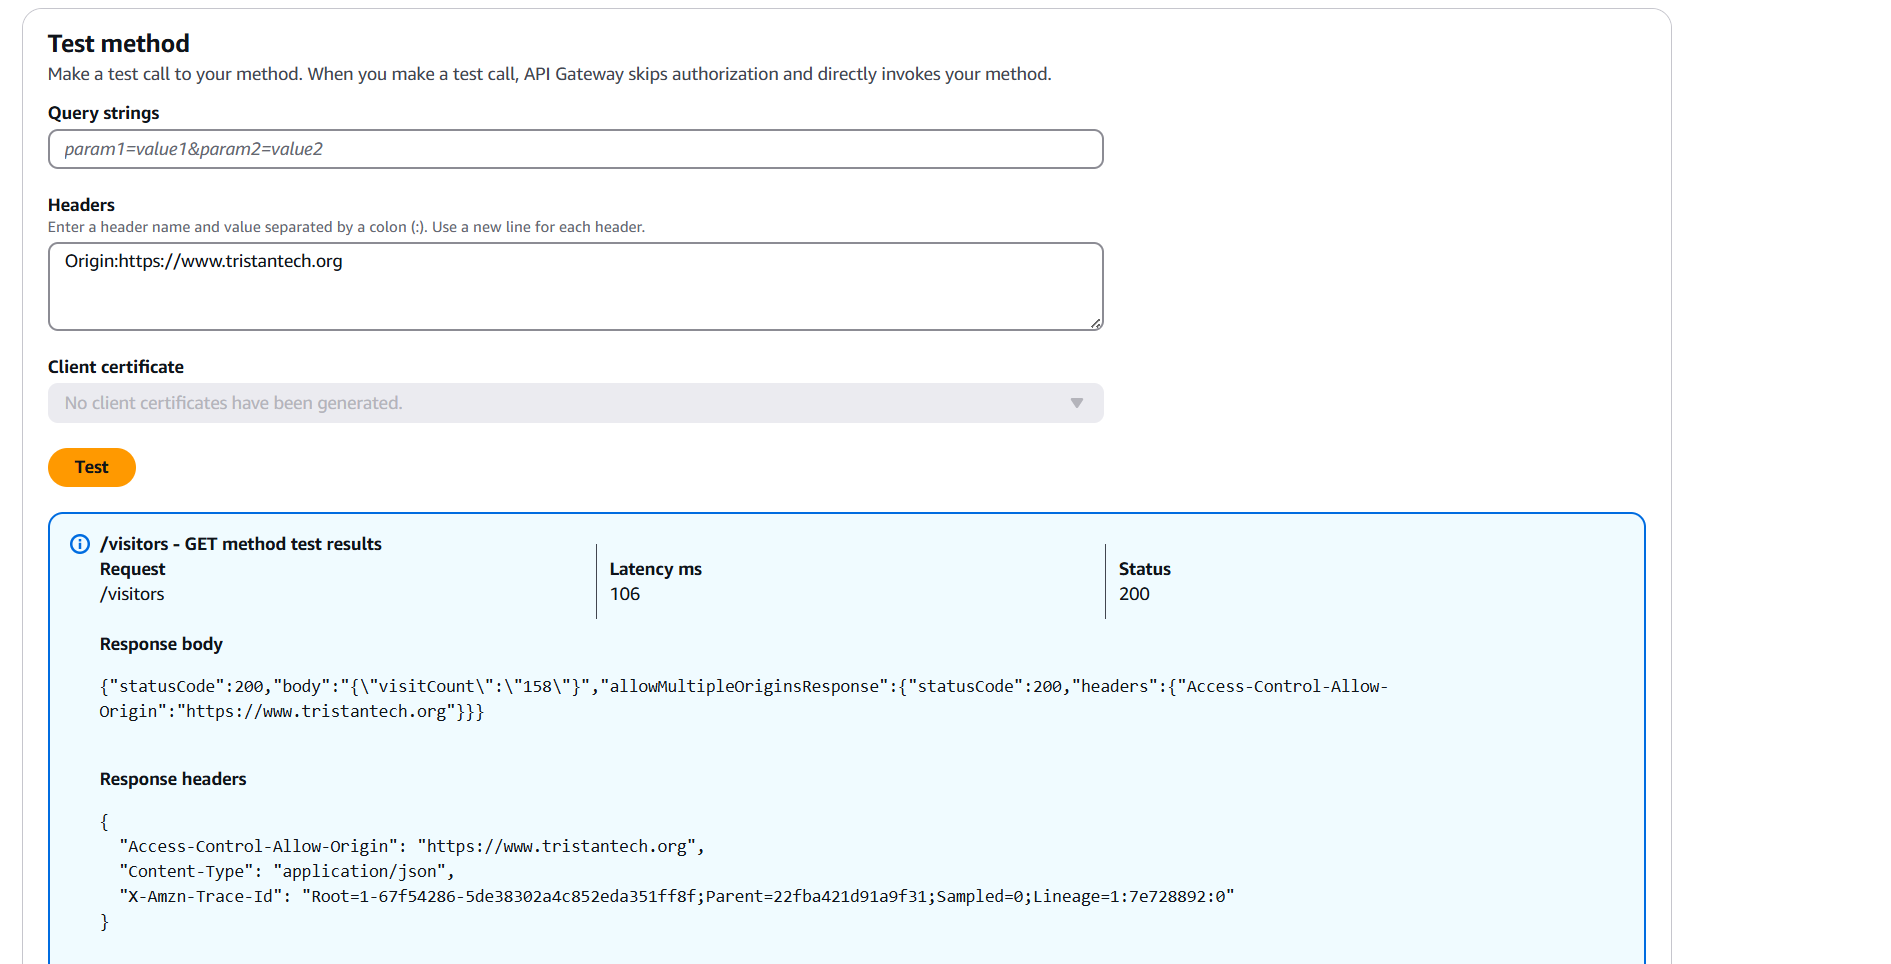 Test method
Make a test call to your method. When you make a test call, API Gateway skips authorization and directly invokes your method.
Query strings
param1=value1&param2=value2
Headers
Enter a header name and value separated by a colon (:). Use a new line for each header.
Origin:https://www.tristantech.org
Client certificate
No client certificates have been generated.
Test
/visitors - GET method test results
Request
/visitors
Latency ms
106
Status
200
Response body
{"statusCode":200,"body":"{\"visitCount\":\"158\"}","allowMultipleOriginsResponse":{"statusCode":200,"headers":{"Access-Control-Allow-
Origin":"https://www.tristantech.org"}}}
Response headers
{
  "Access-Control-Allow-Origin": "https://www.tristantech.org",
  "Content-Type": "application/json",
  "X-Amzn-Trace-Id": "Root=1-67f54286-5de38302a4c852eda351ff8f;Parent=22fba421d91a9f31;Sampled=0;Lineage=1:7e728892:0"
}